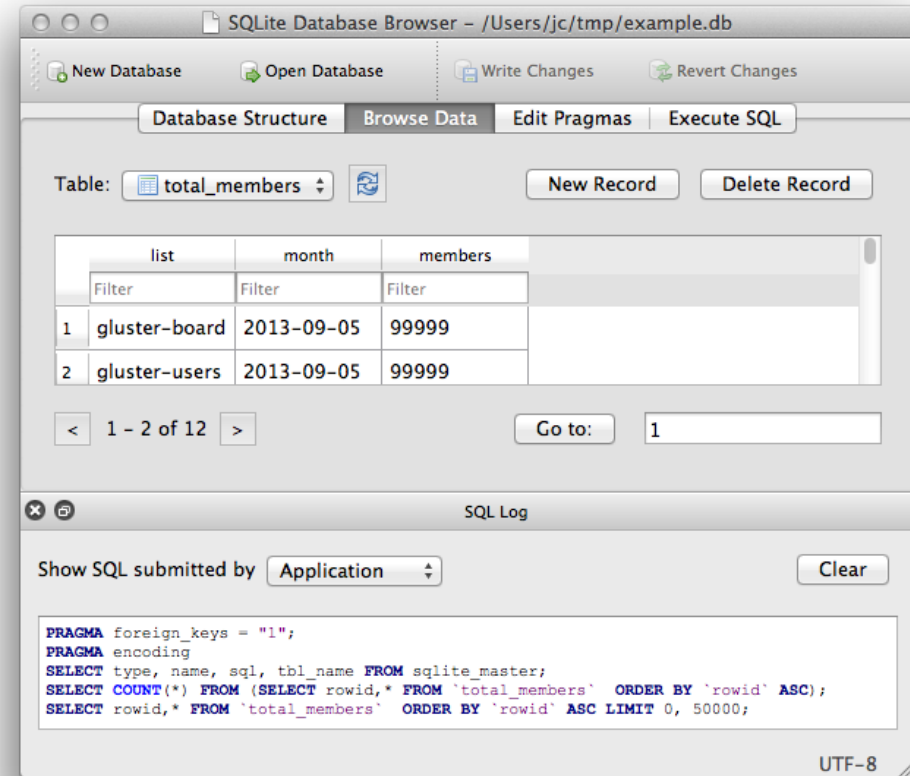 SQLite Database Browser – /Users/jc/tmp/example.db
New Database Open Database Write Changes Revert Changes
Database Structure Browse Data Edit Pragmas Execute SQL
Table: total_members New Record Delete Record
list month members
Filter Filter Filter
1 gluster-board 2013-09-05 99999
2 gluster-users 2013-09-05 99999
< 1 – 2 of 12 > Go to: 1
SQL Log
Show SQL submitted by Application Clear
PRAGMA foreign_keys = "1";
PRAGMA encoding
SELECT type, name, sql, tbl_name FROM sqlite_master;
SELECT COUNT(*) FROM (SELECT rowid,* FROM `total_members`  ORDER BY `rowid` ASC);
SELECT rowid,* FROM `total_members`  ORDER BY `rowid` ASC LIMIT 0, 50000;
UTF-8